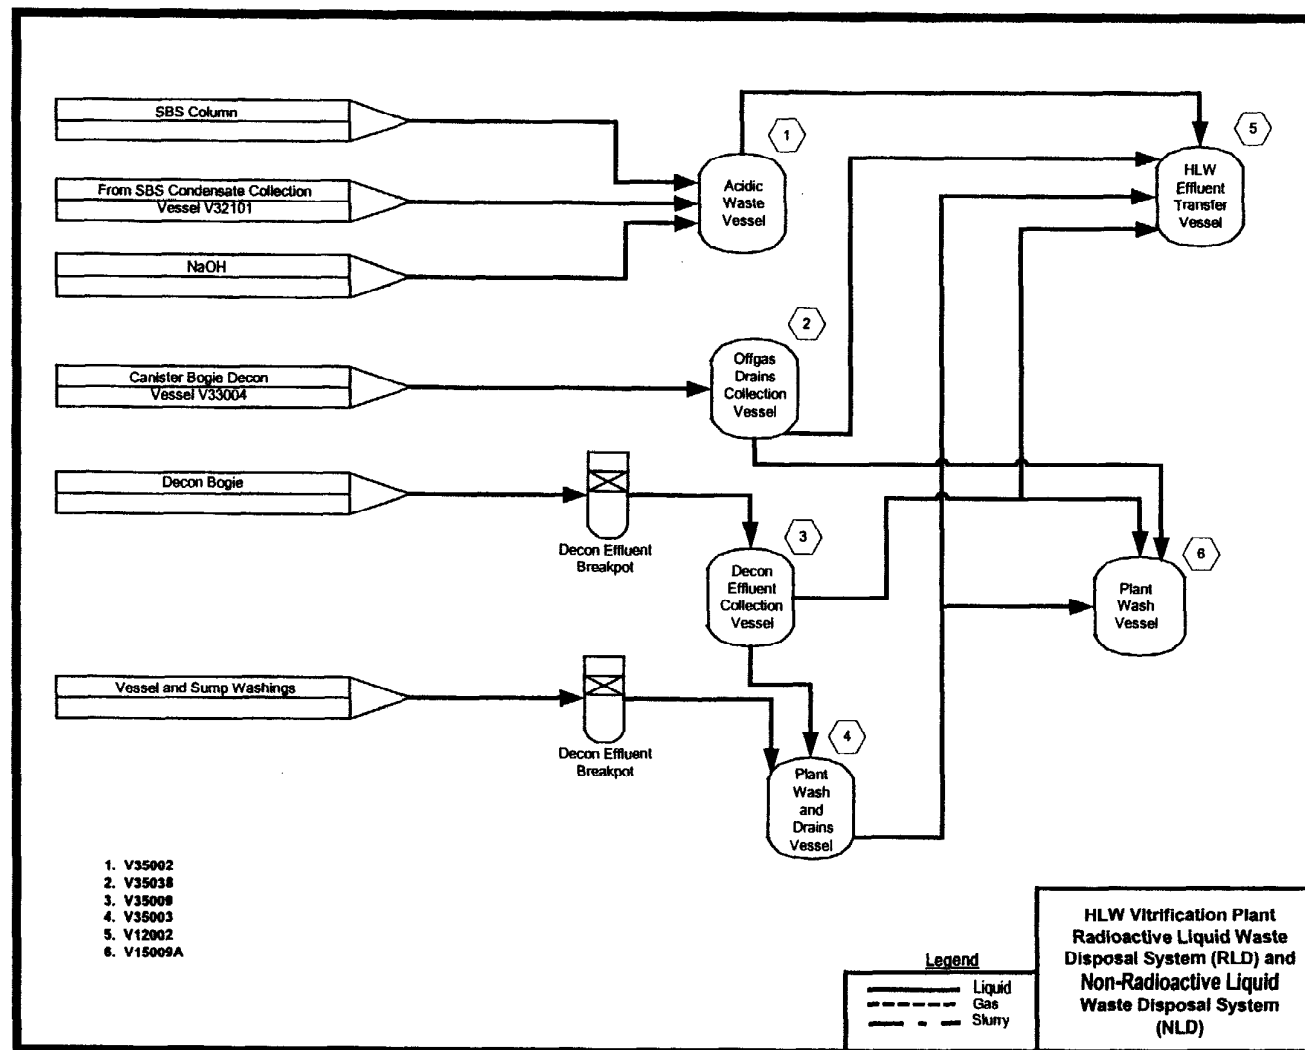 SBS Column
From SBS Condensate Collection
Vessel V32101
NaOH
Canister Bogie Decon
Vessel V33004
Decon Bogie
Vessel and Sump Washings
1
Acidic
Waste
Vessel
5
HLW
Effluent
Transfer
Vessel
2
Offgas
Drains
Collection
Vessel
Decon Effluent
Breakpot
3
Decon
Effluent
Collection
Vessel
6
Plant
Wash
Vessel
Decon Effluent
Breakpot
4
Plant
Wash
and
Drains
Vessel
1. V35002
2. V35038
3. V35009
4. V35003
5. V12002
6. V15009A
Legend
Liquid
Gas
Slurry
HLW Vitrification Plant
Radioactive Liquid Waste
Disposal System (RLD) and
Non-Radioactive Liquid
Waste Disposal System
(NLD)